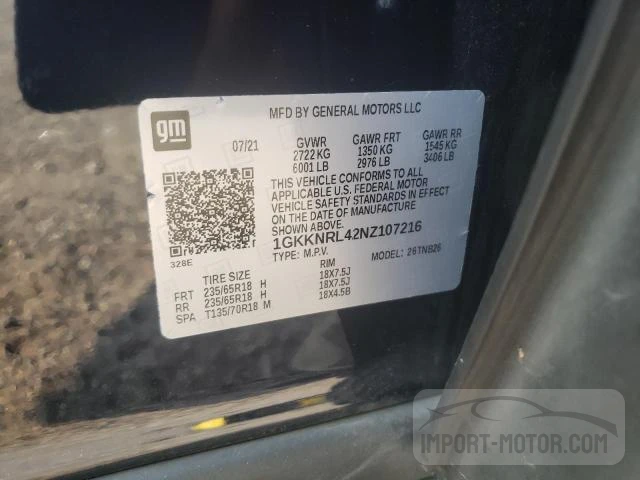 gm
MFD BY GENERAL MOTORS LLC
07/21 GVWR GAWR FRT GAWR RR
2722 KG 1350 KG 1545 KG
6001 LB 2976 LB 3406 LB
THIS VEHICLE CONFORMS TO ALL
APPLICABLE U.S. FEDERAL MOTOR
VEHICLE SAFETY STANDARDS IN EFFECT
ON THE DATE OF MANUFACTURE
SHOWN ABOVE.
1GKKNRL42NZ107216
328E
TYPE: M.P.V. MODEL: 26TNB26
TIRE SIZE RIM
FRT 235/65R18 H 18X7.5J
RR 235/65R18 H 18X7.5J
SPA T135/70R18 M 18X4.5B
IMPORT-MOTOR.COM